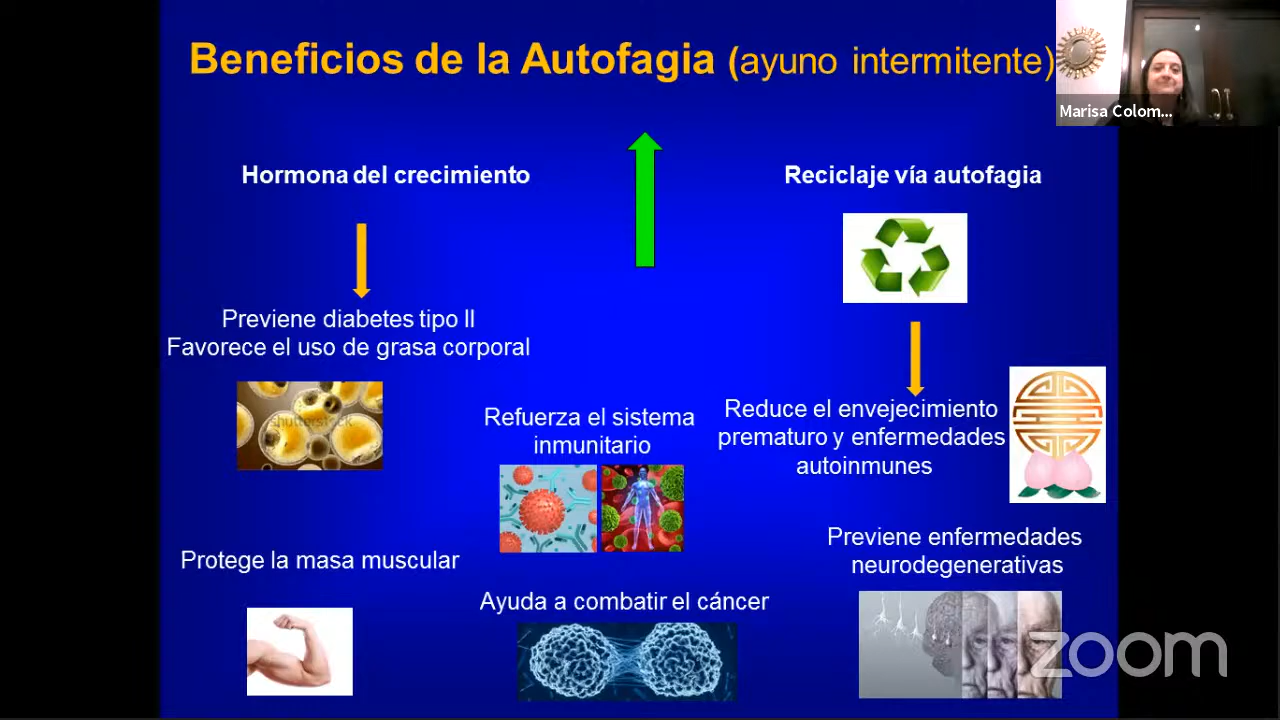 Beneficios de la Autofagia (ayuno intermitente)
Marisa Colom...
Hormona del crecimiento
Reciclaje vía autofagia
Previene diabetes tipo II
Favorece el uso de grasa corporal
Refuerza el sistema
inmunitario
Reduce el envejecimiento
prematuro y enfermedades
autoinmunes
Protege la masa muscular
Ayuda a combatir el cáncer
Previene enfermedades
neurodegenerativas
zoom